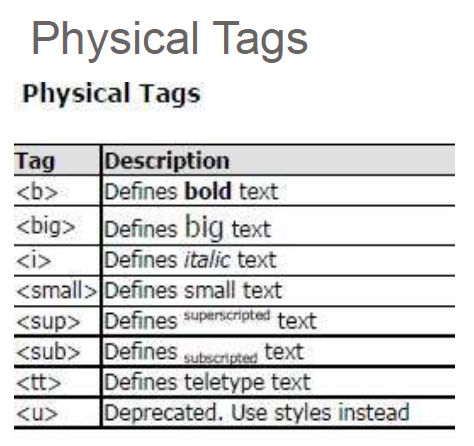 Physical Tags
Physical Tags
Tag Description
<b> Defines bold text
<big> Defines big text
<i> Defines italic text
<small> Defines small text
<sup> Defines superscripted text
<sub> Defines subscripted text
<tt> Defines teletype text
<u> Deprecated. Use styles instead